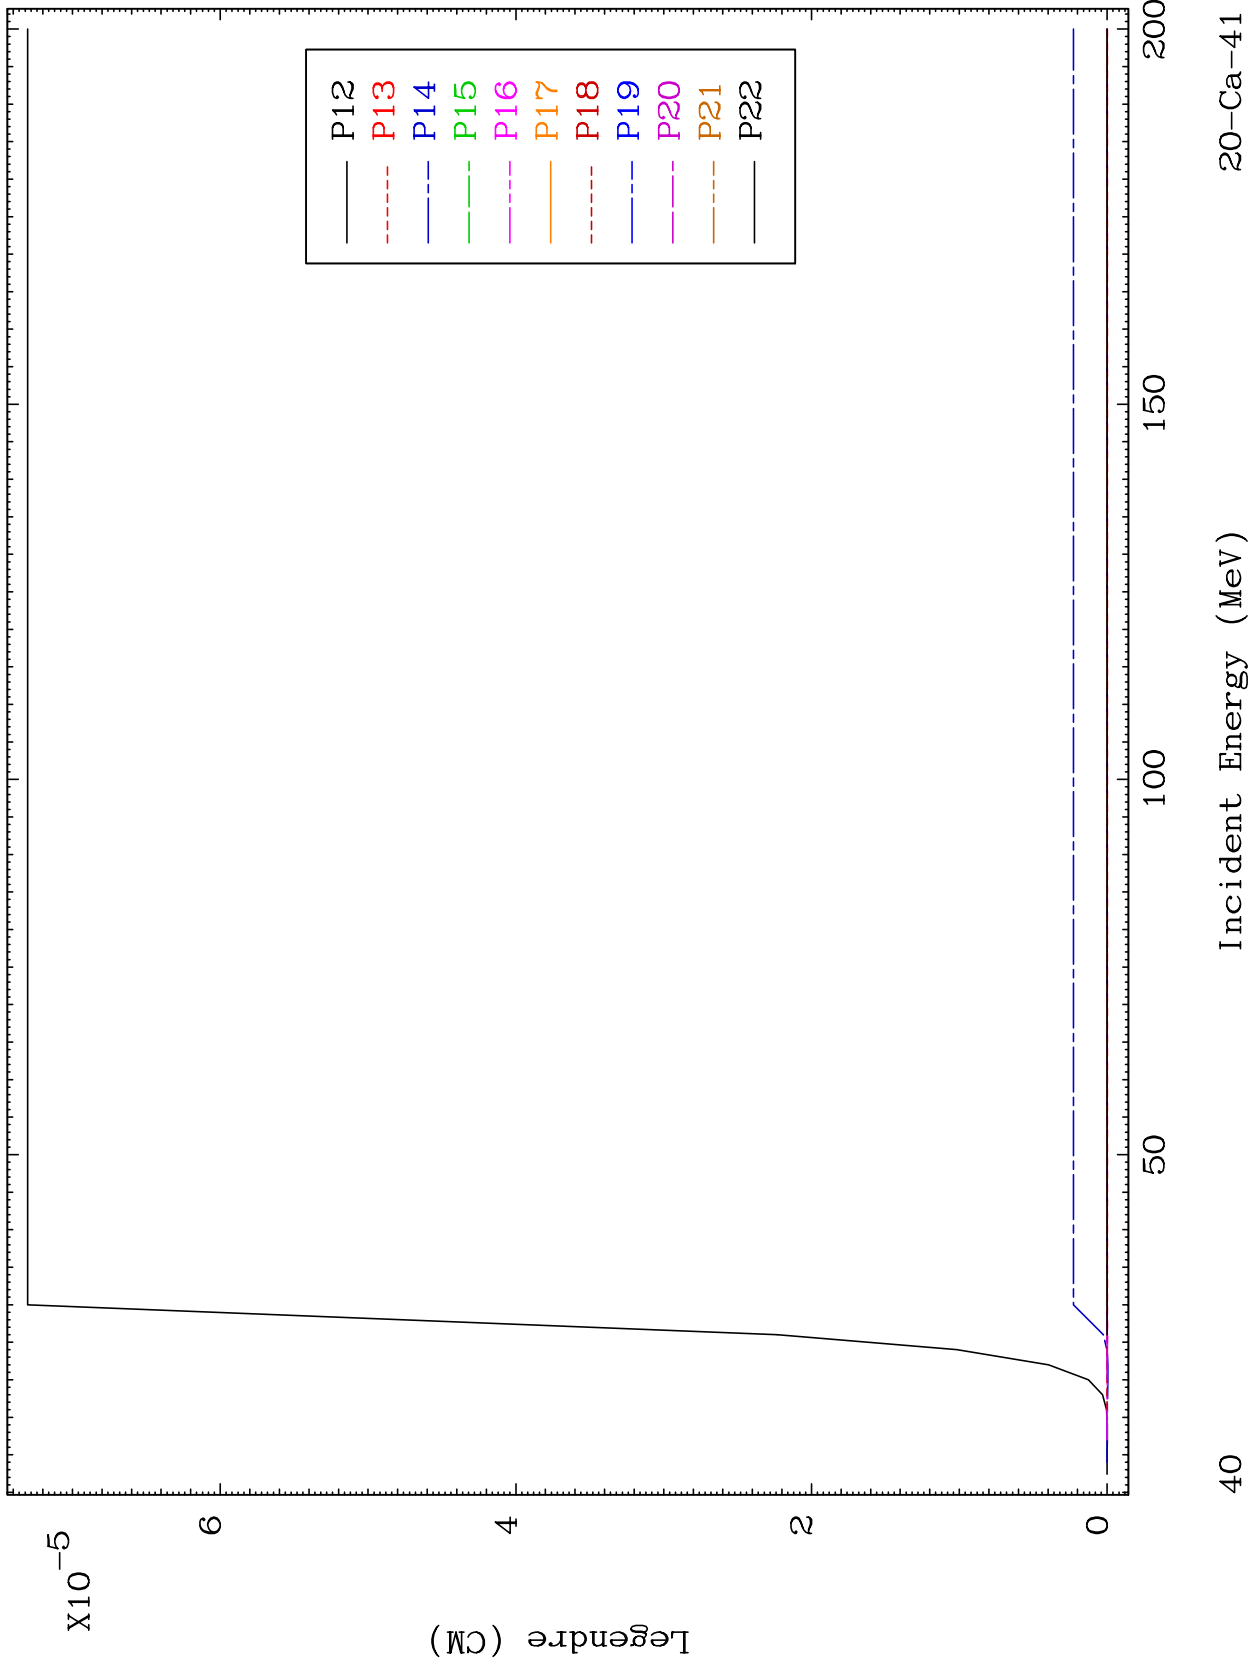 X10
-5
6
4
2
0
Legendre (CM)
P12
P13
P14
P15
P16
P17
P18
P19
P20
P21
P22
50
100
150
200
Incident Energy (MeV)
40
20-Ca-41